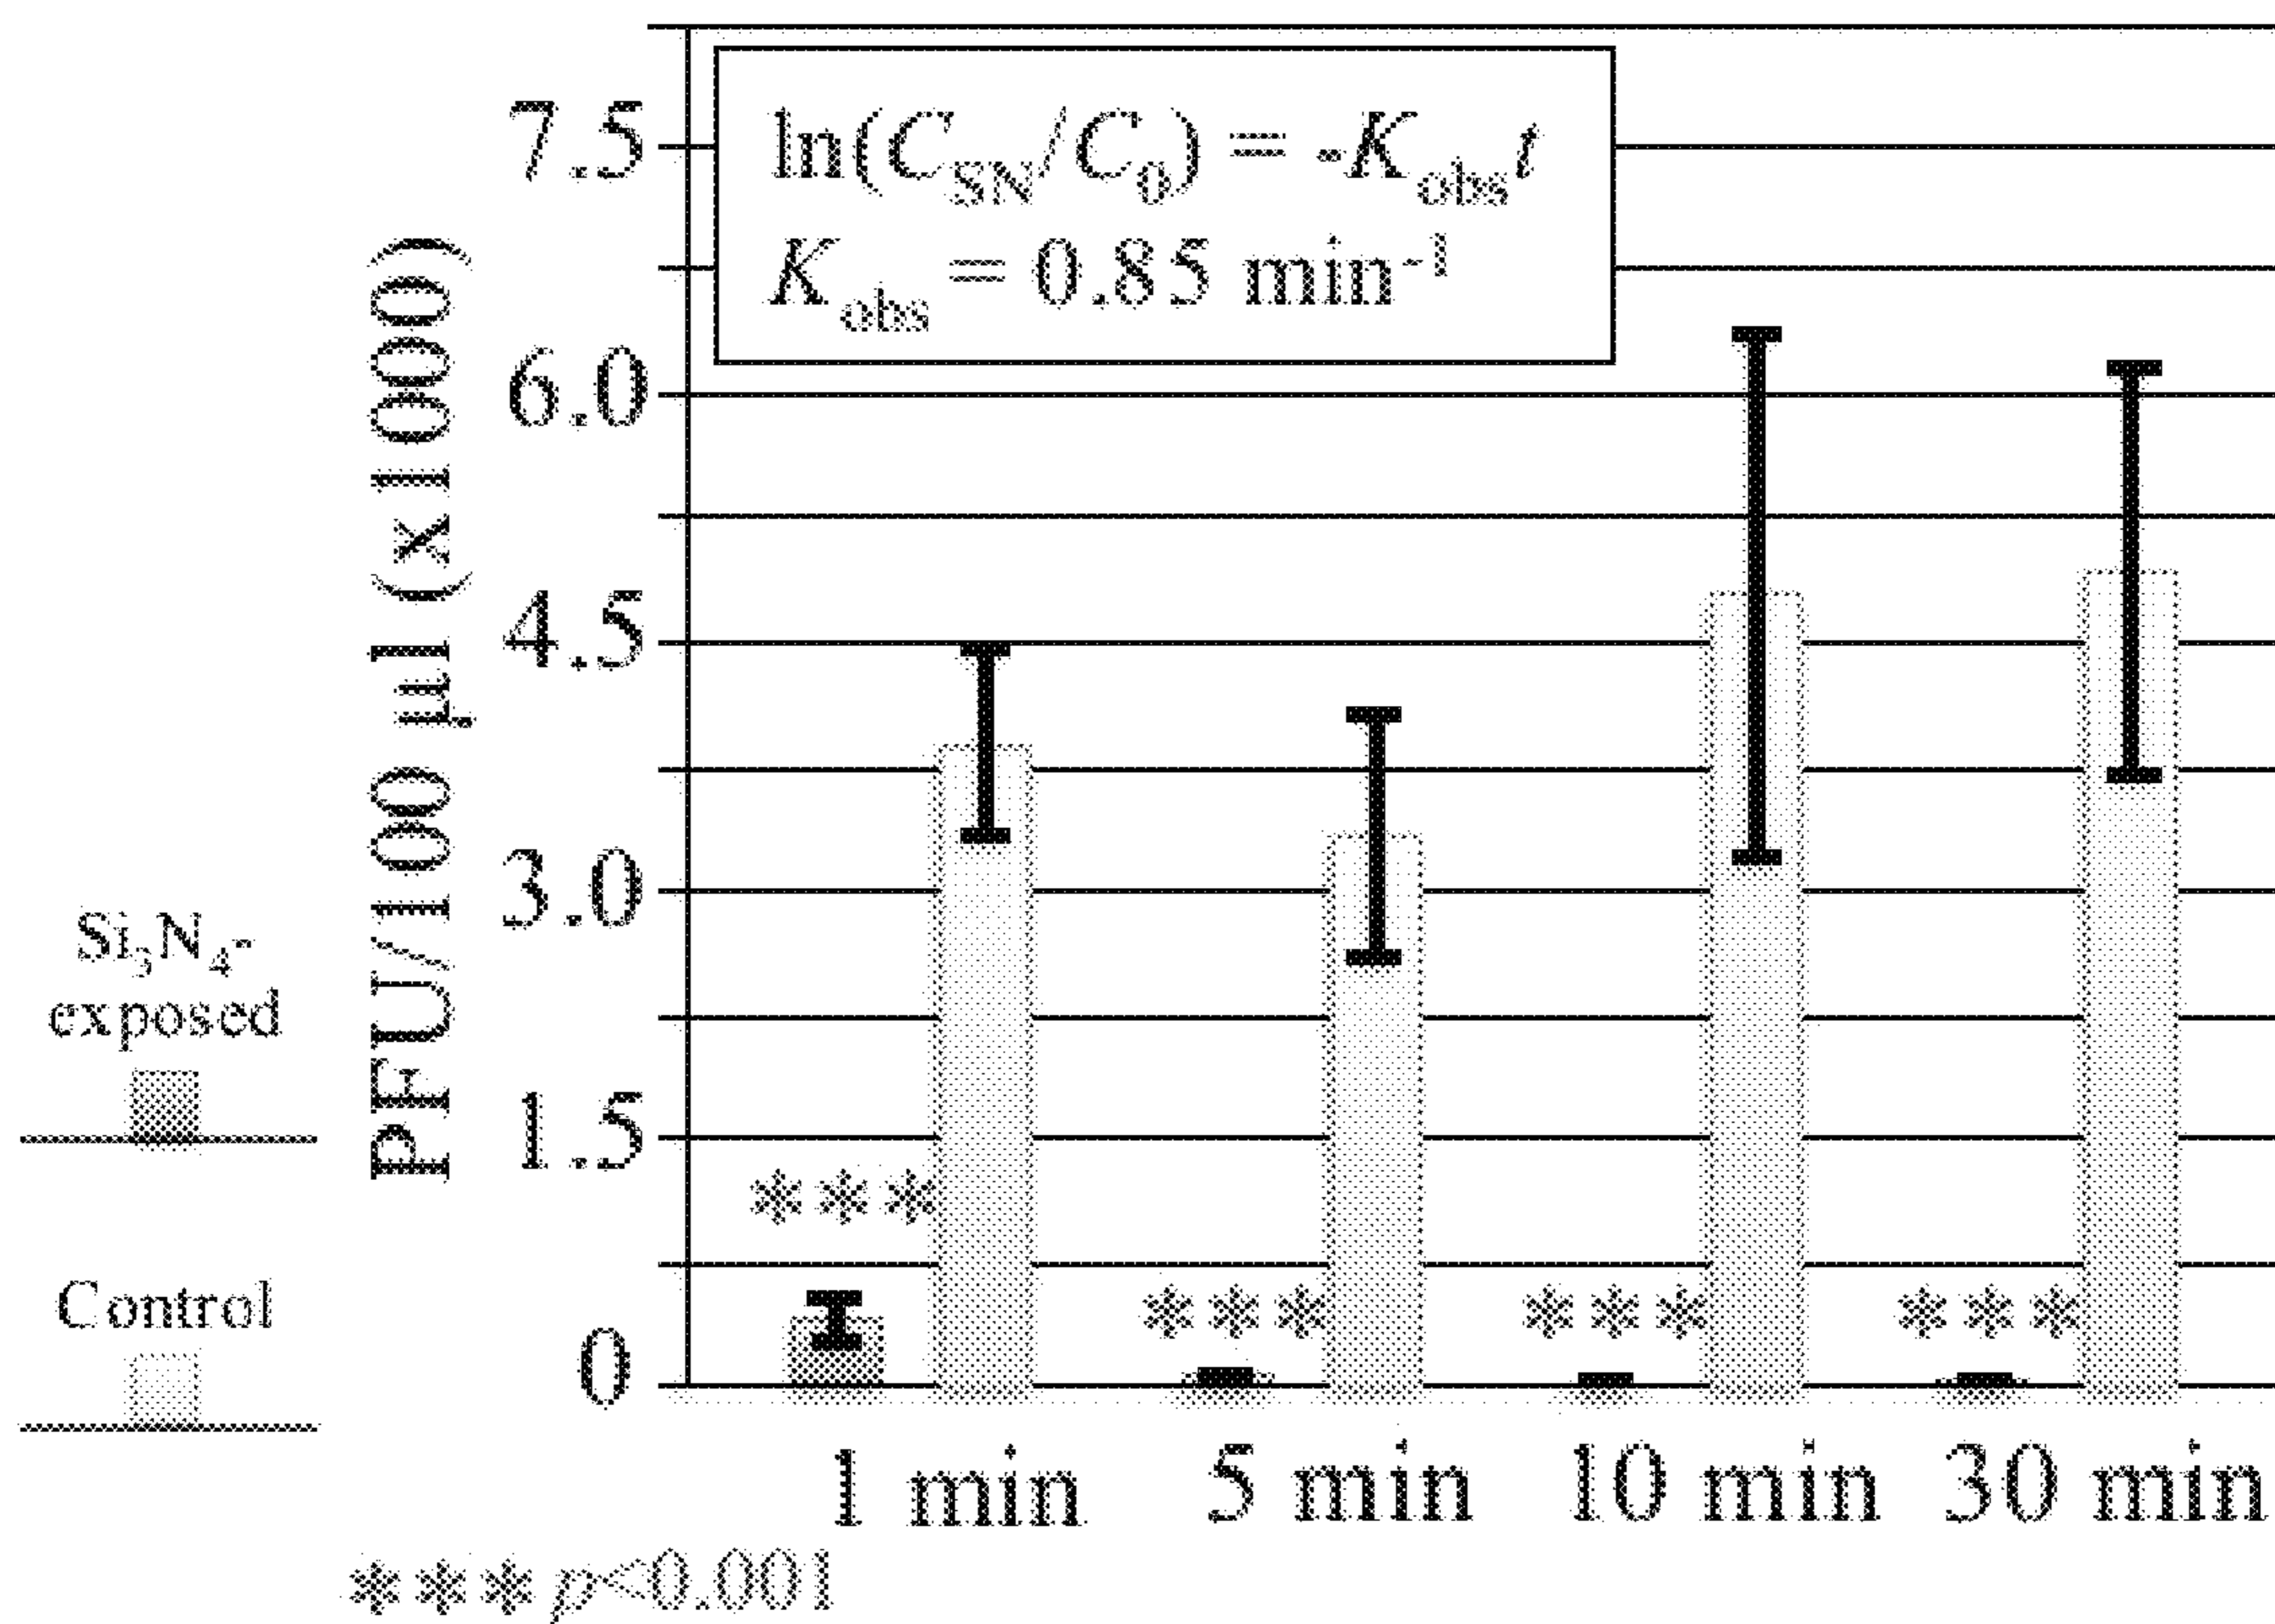 ln(C_SN/C_0) = -K_obs t
K_obs = 0.85 min⁻¹
PFU/100 µl (x1000)
7.5
6.0
4.5
3.0
1.5
0
Si₃N₄-
exposed
Control
***
***
***
***
1 min
5 min
10 min
30 min
***p<0.001